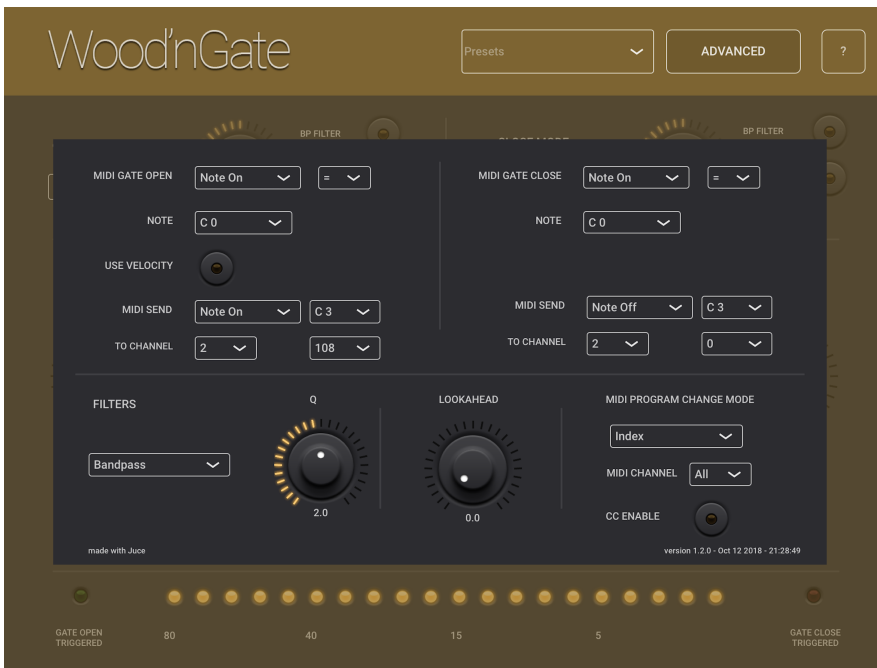 Wood'nGate
Presets
ADVANCED
?
BP FILTER
CLOSE MODE
BP FILTER
MIDI GATE OPEN
Note On
=
MIDI GATE CLOSE
Note On
=
NOTE
C 0
NOTE
C 0
USE VELOCITY
MIDI SEND
Note On
C 3
MIDI SEND
Note Off
C 3
TO CHANNEL
2
108
TO CHANNEL
2
0
FILTERS
Q
LOOKAHEAD
MIDI PROGRAM CHANGE MODE
Index
Bandpass
MIDI CHANNEL
All
2.0
0.0
CC ENABLE
made with Juce
version 1.2.0 - Oct 12 2018 - 21:28:49
GATE OPEN
TRIGGERED
80
40
15
5
GATE CLOSE
TRIGGERED